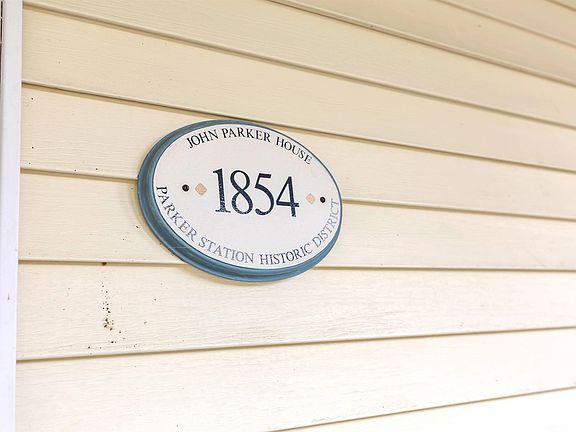 JOHN PARKER HOUSE
1854
PARKER STATION HISTORIC DISTRICT